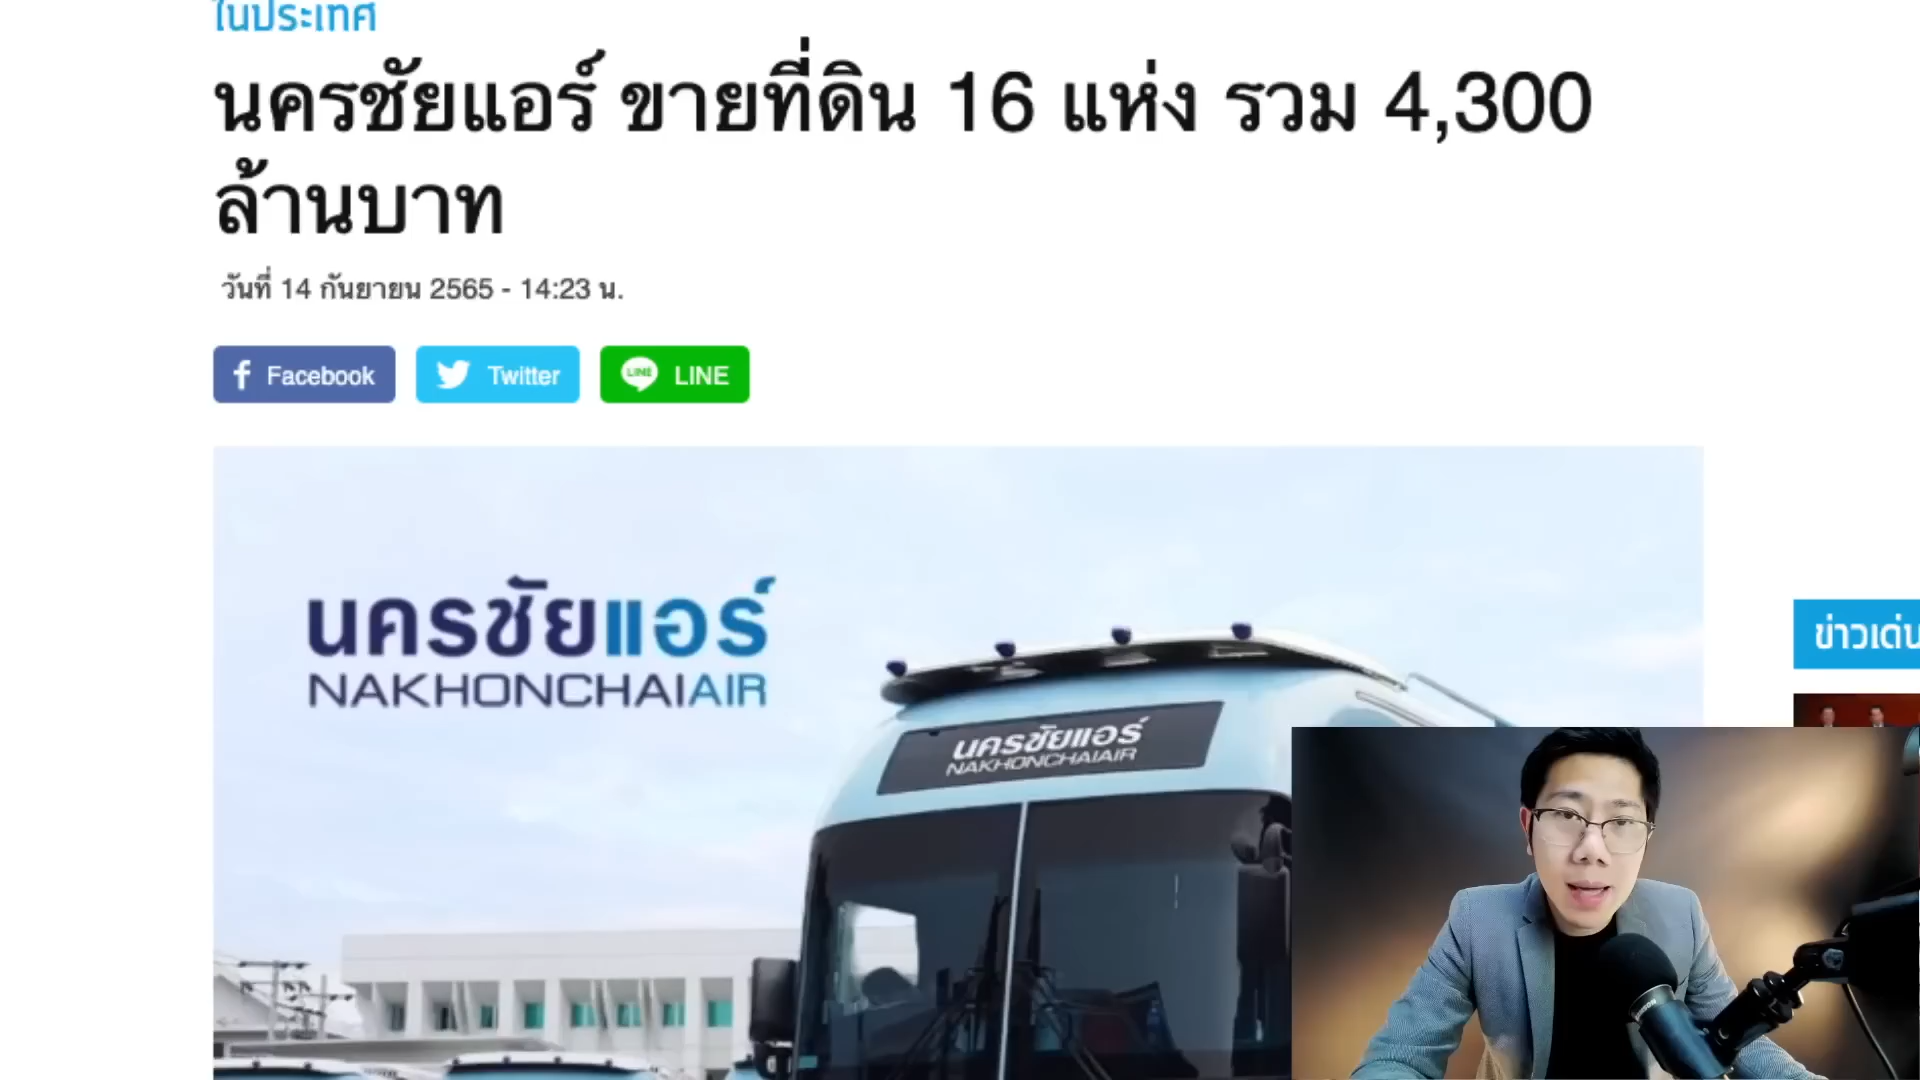 ในประเทศ
นครชัยแอร์ ขายที่ดิน 16 แห่ง รวม 4,300
ล้านบาท
วันที่ 14 กันยายน 2565 - 14:23 น.
Facebook
Twitter
LINE
LINE
นครชัยแอร์
NAKHONCHAIAIR
นครชัยแอร์
NAKHONCHAIAIR
ข่าวเด่น